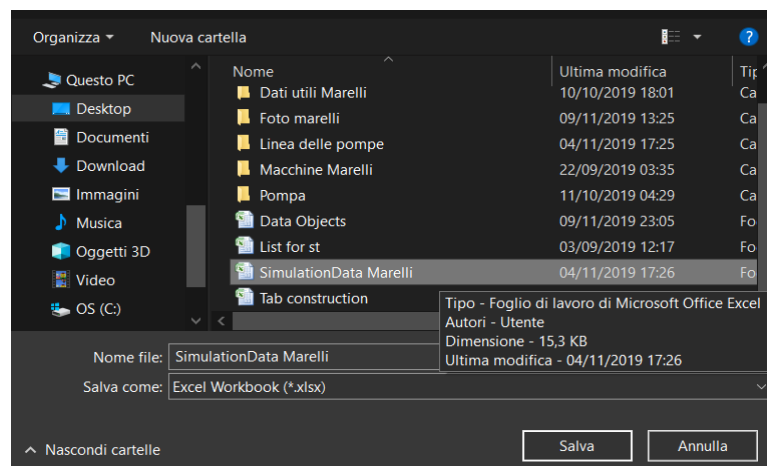 Organizza Nuova cartella
Questo PC
Desktop
Documenti
Download
Immagini
Musica
Oggetti 3D
Video
OS (C:)
Nome Ultima modifica
Dati utili Marelli 10/10/2019 18:01 Ca
Foto marelli 09/11/2019 13:25 Ca
Linea delle pompe 04/11/2019 17:25 Ca
Macchine Marelli 22/09/2019 03:35 Ca
Pompa 11/10/2019 04:29 Ca
Data Objects 09/11/2019 23:05 Fo
List for st 03/09/2019 12:17 Fo
SimulationData Marelli 04/11/2019 17:26 Fo
Tab construction
Tipo - Foglio di lavoro di Microsoft Office Excel
Autori - Utente
Dimensione - 15,3 KB
Ultima modifica - 04/11/2019 17:26
Nome file: SimulationData Marelli
Salva come: Excel Workbook (*.xlsx)
Nascondi cartelle Salva Annulla